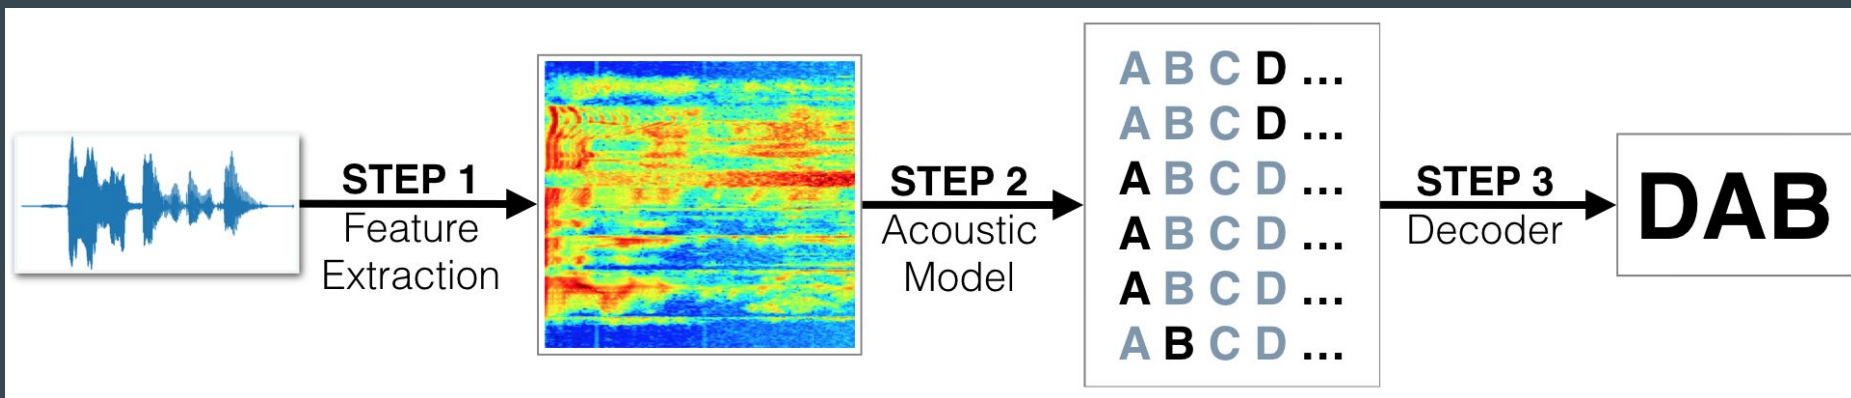 STEP 1
Feature
Extraction
STEP 2
Acoustic
Model
A B C D ...
A B C D ...
A B C D ...
A B C D ...
A B C D ...
A B C D ...
STEP 3
Decoder
DAB